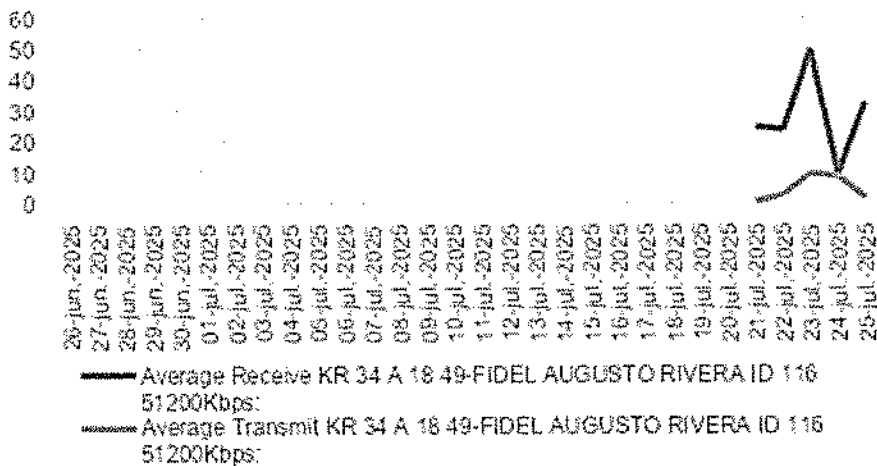 60
50
40
30
20
10
0
26-jun.-2025
27-jun.-2025
28-jun.-2025
29-jun.-2025
30-jun.-2025
01-jul.-2025
02-jul.-2025
03-jul.-2025
04-jul.-2025
05-jul.-2025
06-jul.-2025
07-jul.-2025
08-jul.-2025
09-jul.-2025
10-jul.-2025
11-jul.-2025
12-jul.-2025
13-jul.-2025
14-jul.-2025
15-jul.-2025
16-jul.-2025
17-jul.-2025
18-jul.-2025
19-jul.-2025
20-jul.-2025
21-jul.-2025
22-jul.-2025
23-jul.-2025
24-jul.-2025
25-jul.-2025
Average Receive KR 34 A 18 49-FIDEL AUGUSTO RIVERA ID 116
51200Kbps:
Average Transmit KR 34 A 18 49-FIDEL AUGUSTO RIVERA ID 116
51200Kbps: